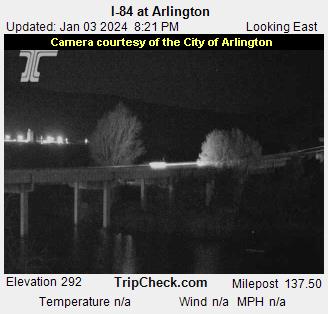 I-84 at Arlington
Updated: Jan 03 2024 8:21 PM Looking East
Camera courtesy of the City of Arlington
Elevation 292 TripCheck.com Milepost 137.50
Temperature n/a Wind n/a MPH n/a